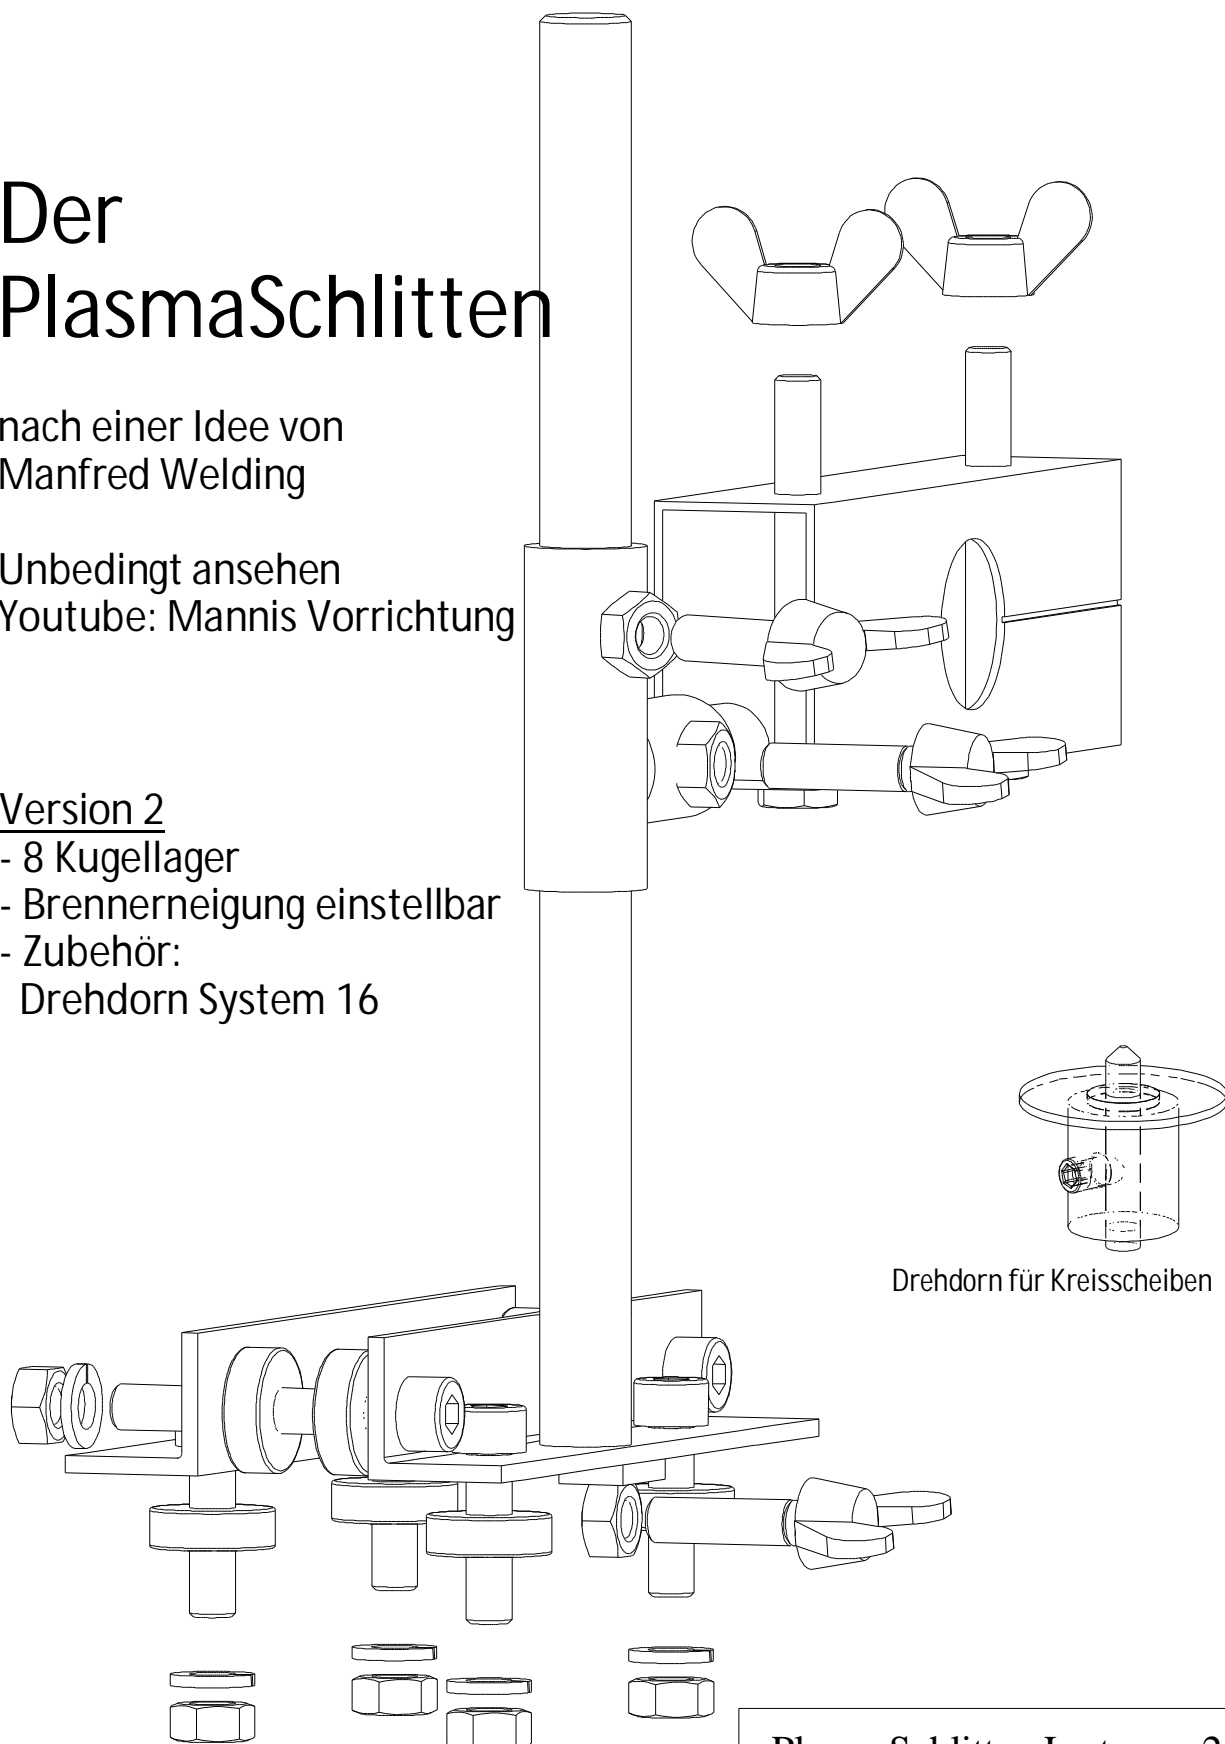 Der
PlasmaSchlitten
nach einer Idee von
Manfred Welding
Unbedingt ansehen
Youtube: Mannis Vorrichtung
Version 2
- 8 Kugellager
- Brennerneigung einstellbar
- Zubehör:
Drehdorn System 16
Drehdorn für Kreisscheiben